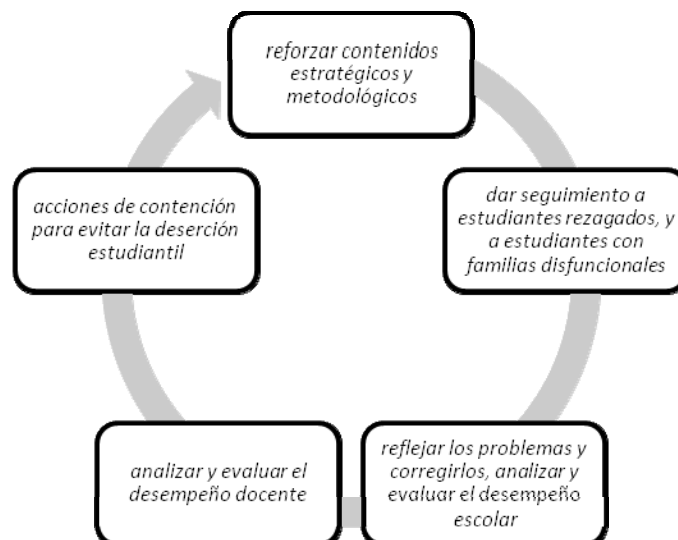 reforzar contenidos
estratégicos y
metodológicos
dar seguimiento a
estudiantes rezagados, y
a estudiantes con
familias disfuncionales
reflejar los problemas y
corregirlos, analizar y
evaluar el desempeño
escolar
analizar y evaluar el
desempeño docente
acciones de contención
para evitar la deserción
estudiantil